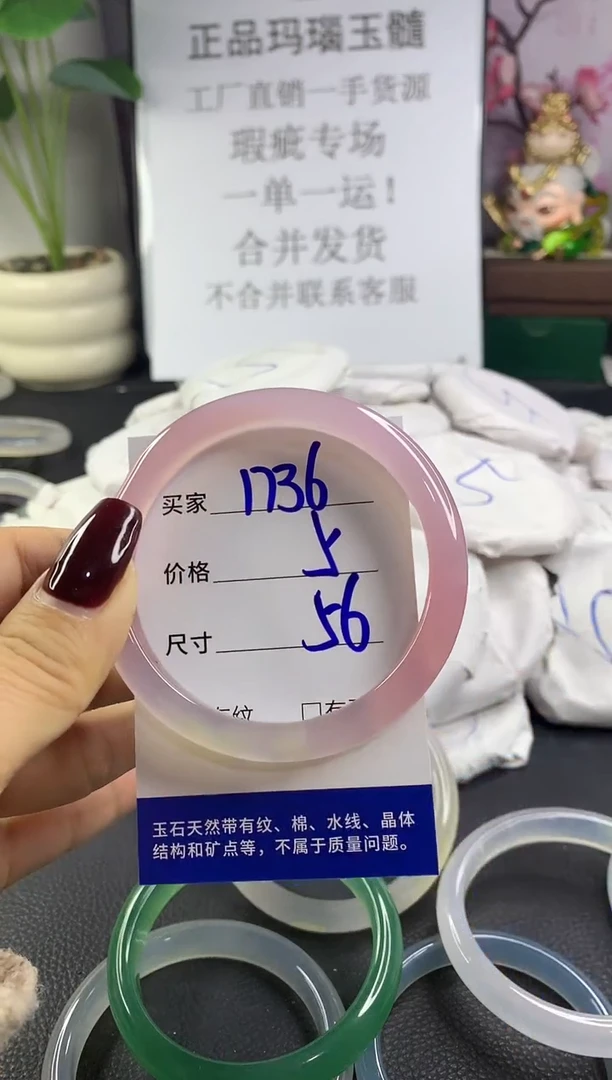 正品玛瑙玉髓
工厂直销一手货源
瑕疵专场
一单一运！
合并发货
不合并联系客服
买家 1736
价格 5
尺寸 56
纹 □有
玉石天然带有纹、棉、水线、晶体
结构和矿点等，不属于质量问题。
5